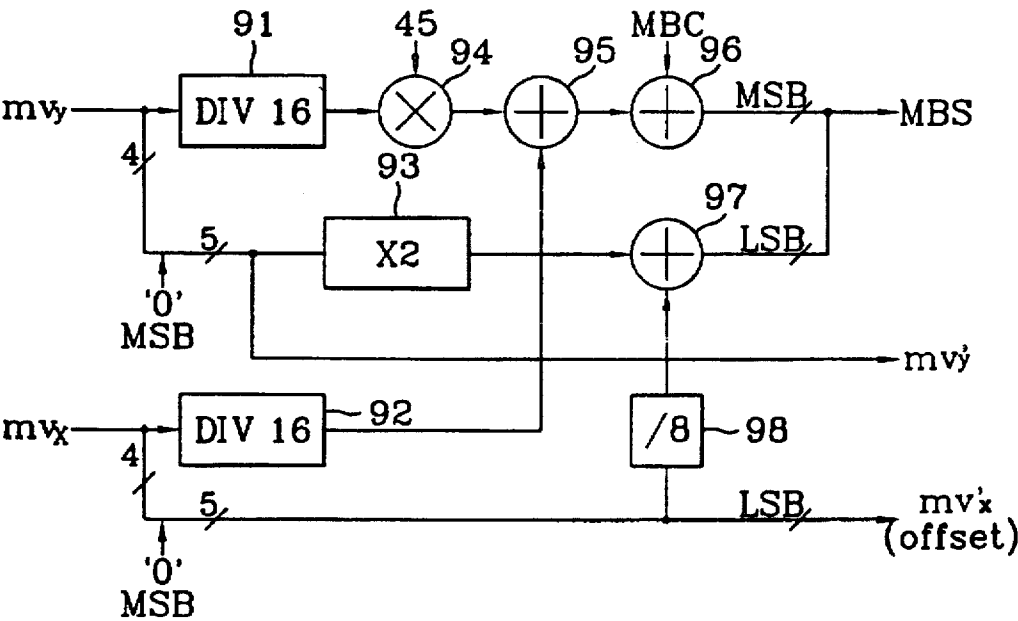 91
45
94
95
MBC
96
mvy
DIV 16
MSB
MBS
4
93
97
5
X2
LSB
'0'
MSB
mv'y
mvx
DIV 16
92
/8
98
4
5
LSB
mv'x
(offset)
'0'
MSB